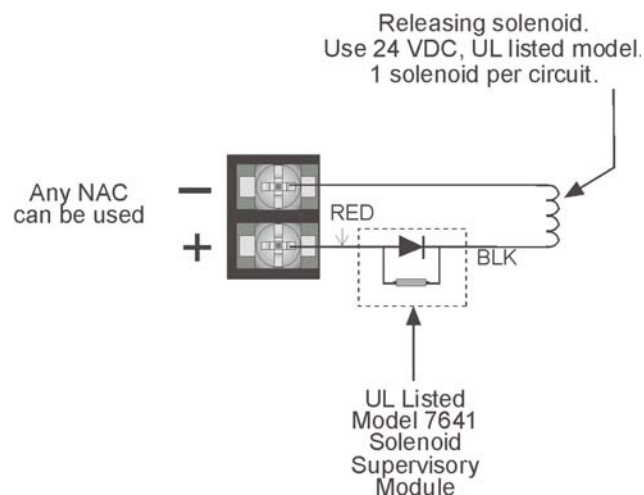 Releasing solenoid.
Use 24 VDC, UL listed model.
1 solenoid per circuit.
Any NAC
can be used
−
+
RED
BLK
UL Listed
Model 7641
Solenoid
Supervisory
Module